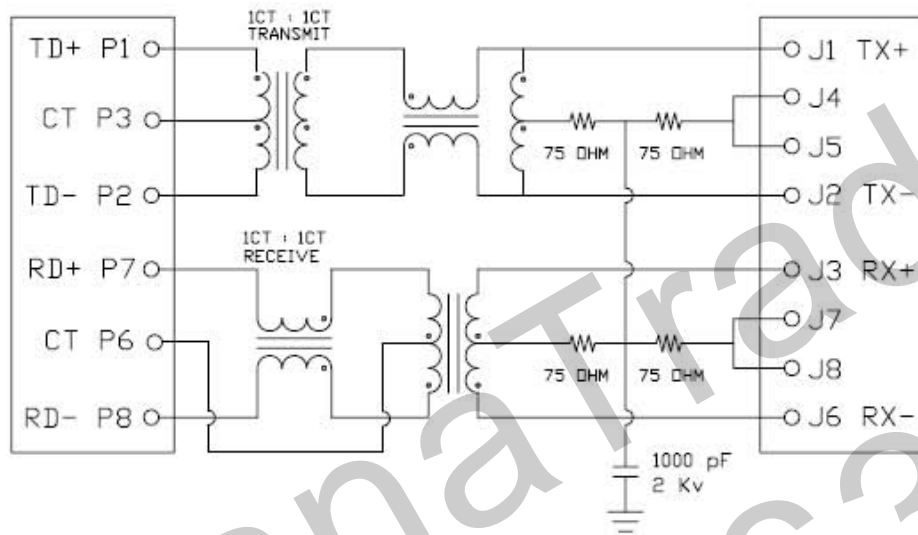 1CT : 1CT
TRANSMIT
TD+ P1
J1 TX+
J4
CT P3
J5
75 OHM
75 OHM
TD- P2
J2 TX-
1CT : 1CT
RECEIVE
RD+ P7
J3 RX+
J7
CT P6
J8
75 OHM
75 OHM
RD- P8
J6 RX-
1000 pF
2 Kv